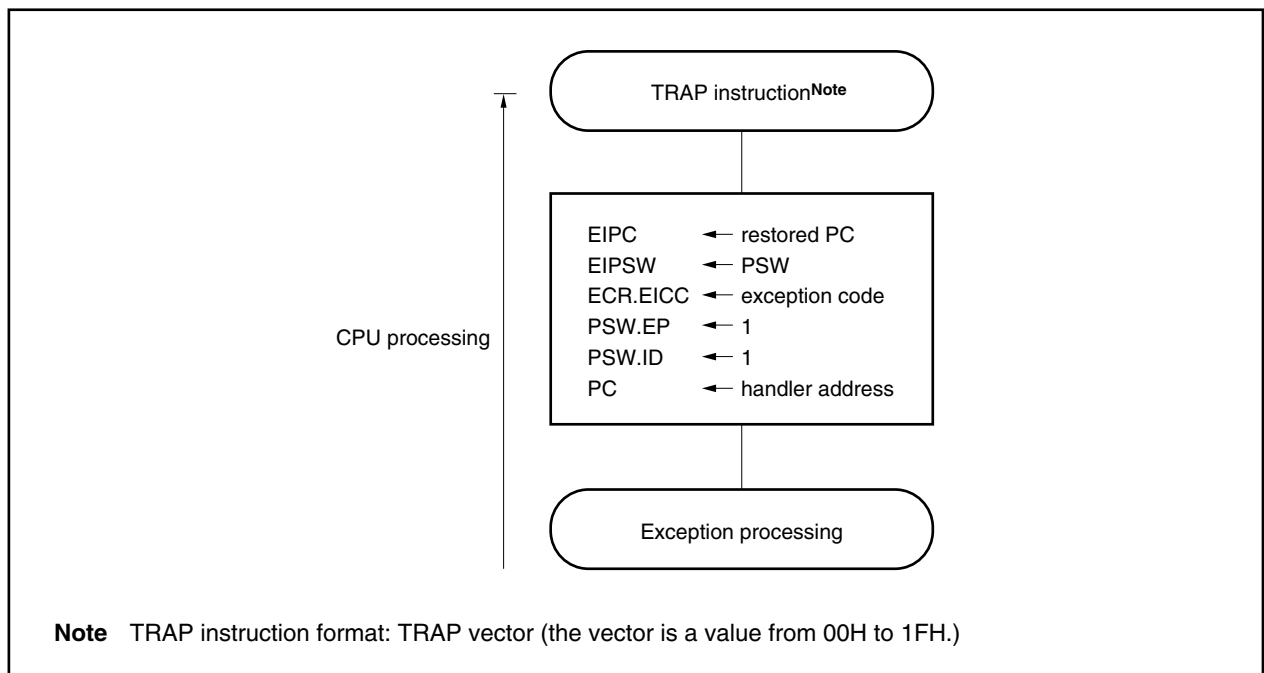 TRAP instructionNote
EIPC ← restored PC
EIPSW ← PSW
ECR.EICC ← exception code
PSW.EP ← 1
PSW.ID ← 1
PC ← handler address
CPU processing
Exception processing
Note TRAP instruction format: TRAP vector (the vector is a value from 00H to 1FH.)